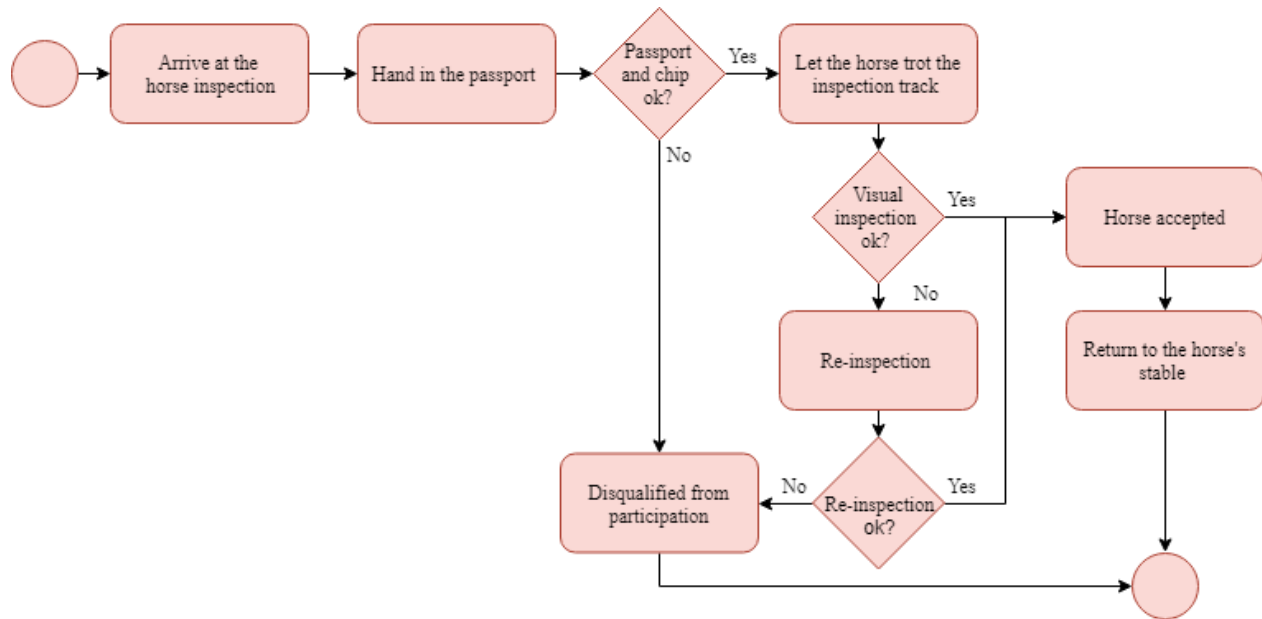 Arrive at the
horse inspection
Hand in the passport
Passport
and chip
ok?
Yes
Let the horse trot the
inspection track
No
Visual
inspection
ok?
Yes
Horse accepted
No
Re-inspection
Return to the horse's
stable
Disqualified from
participation
No
Re-inspection
ok?
Yes